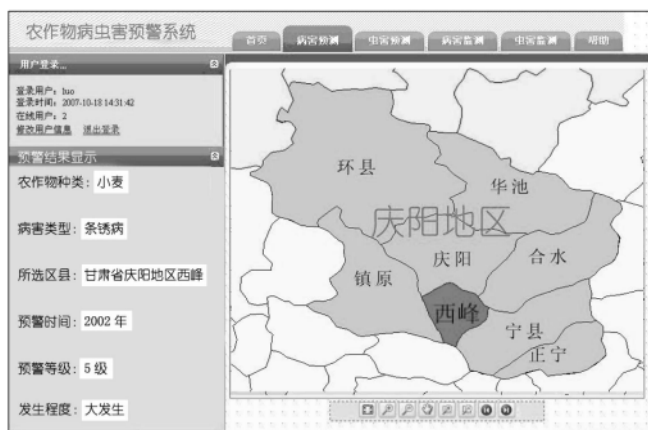 农作物病虫害预警系统
首页 病害预测 虫害预测 病害监测 虫害监测 帮助
用户登录...
登录用户：luo
登录时间：2007-10-18 14:31:42
在线用户：2
修改用户信息 退出登录
预警结果显示
农作物种类：小麦
病害类型：条锈病
所选区县：甘肃省庆阳地区西峰
预警时间：2002 年
预警等级：5 级
发生程度：大发生
环县
华池
庆阳地区
庆阳
合水
镇原
西峰
宁县
正宁